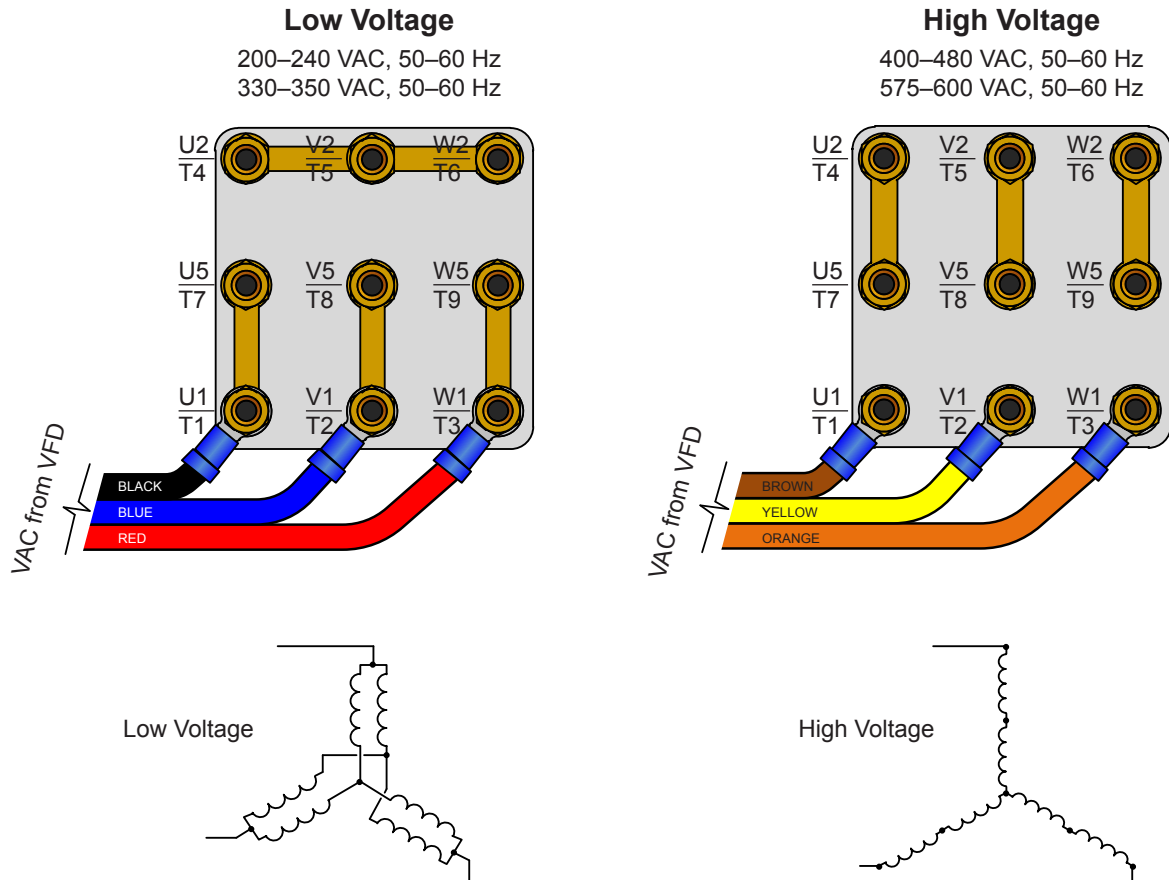 Low Voltage
200–240 VAC, 50–60 Hz
330–350 VAC, 50–60 Hz
U2 V2 W2
T4 T5 T6
U5 V5 W5
T7 T8 T9
U1 V1 W1
T1 T2 T3
VAC from VFD
BLACK
BLUE
RED
Low Voltage
High Voltage
400–480 VAC, 50–60 Hz
575–600 VAC, 50–60 Hz
U2 V2 W2
T4 T5 T6
U5 V5 W5
T7 T8 T9
U1 V1 W1
T1 T2 T3
VAC from VFD
BROWN
YELLOW
ORANGE
High Voltage